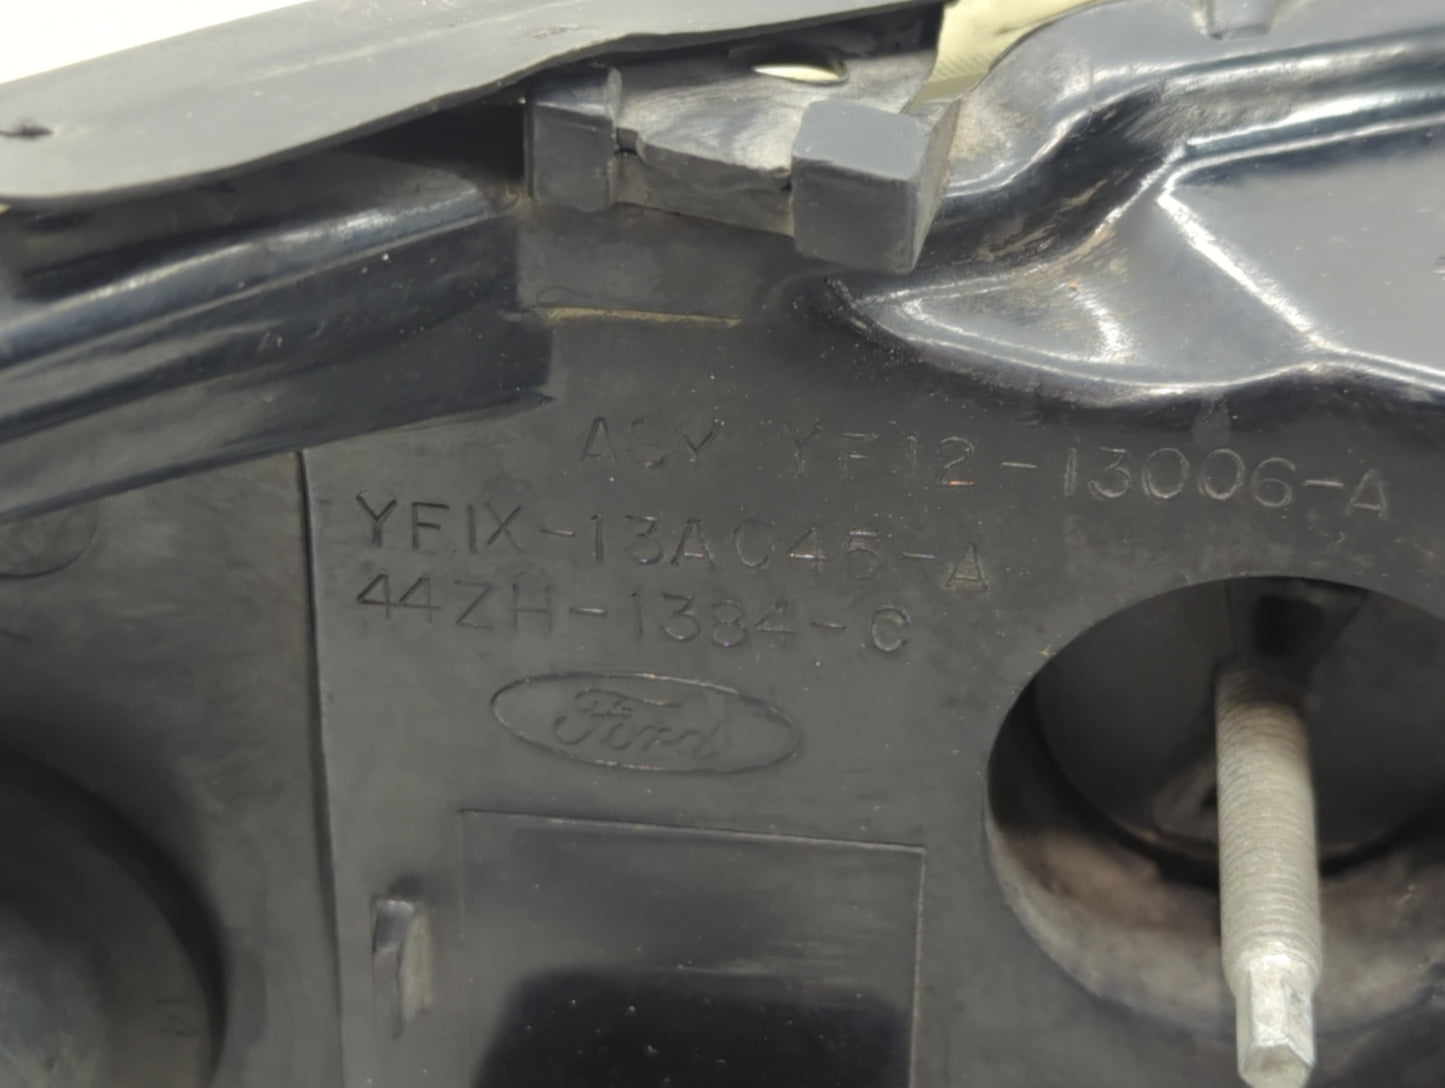 ASY YF12-13006-A
YF1X-13A045-A
44ZH-1384-C
Ford